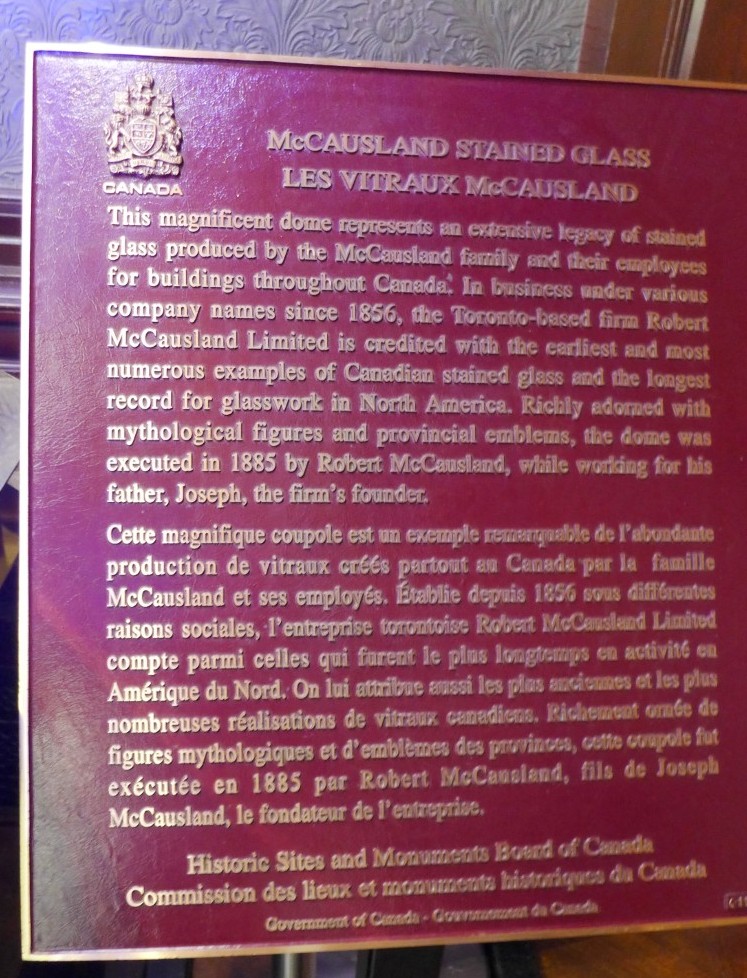 CANADA
McCAUSLAND STAINED GLASS
LES VITRAUX McCAUSLAND
This magnificent dome represents an extensive legacy of stained
glass produced by the McCausland family and their employees
for buildings throughout Canada. In business under various
company names since 1856, the Toronto-based firm Robert
McCausland Limited is credited with the earliest and most
numerous examples of Canadian stained glass and the longest
record for glasswork in North America. Richly adorned with
mythological figures and provincial emblems, the dome was
executed in 1885 by Robert McCausland, while working for his
father, Joseph, the firm's founder.
Cette magnifique coupole est un exemple remarquable de l'abondante
production de vitraux créés partout au Canada par la famille
McCausland et ses employés. Établie depuis 1856 sous différentes
raisons sociales, l'entreprise torontoise Robert McCausland Limited
compte parmi celles qui furent le plus longtemps en activité en
Amérique du Nord. On lui attribue aussi les plus anciennes et les plus
nombreuses réalisations de vitraux canadiens. Richement ornée de
figures mythologiques et d'emblèmes des provinces, cette coupole fut
exécutée en 1885 par Robert McCausland, fils de Joseph
McCausland, le fondateur de l'entreprise.
Historic Sites and Monuments Board of Canada
Commission des lieux et monuments historiques du Canada
Government of Canada - Gouvernement du Canada